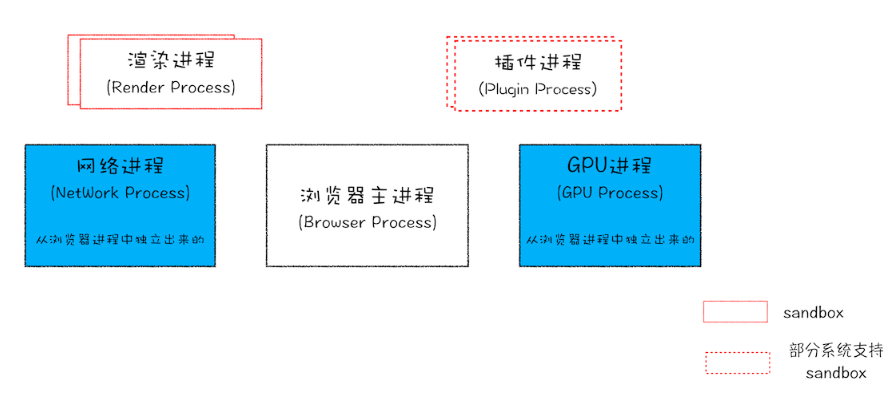 渲染进程
(Render Process)
插件进程
(Plugin Process)
网络进程
(NetWork Process)
从浏览器进程中独立出来的
浏览器主进程
(Browser Process)
GPU进程
(GPU Process)
从浏览器进程中独立出来的
sandbox
部分系统支持
sandbox